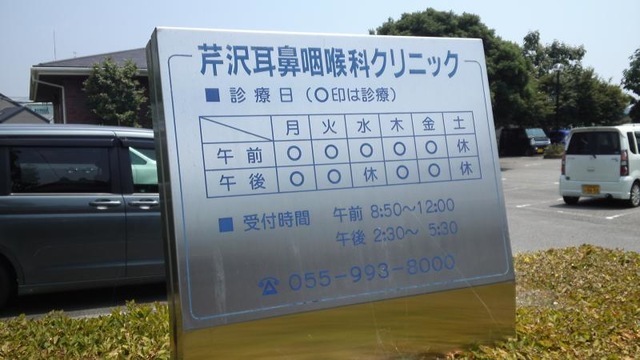 芹沢耳鼻咽喉科クリニック
■ 診療日（○印は診療）
月 火 水 木 金 土
午前 ○ ○ ○ ○ ○ 休
午後 ○ ○ 休 ○ ○ 休
■ 受付時間 午前 8:50～12:00
午後 2:30～ 5:30
☎ 055-993-8000